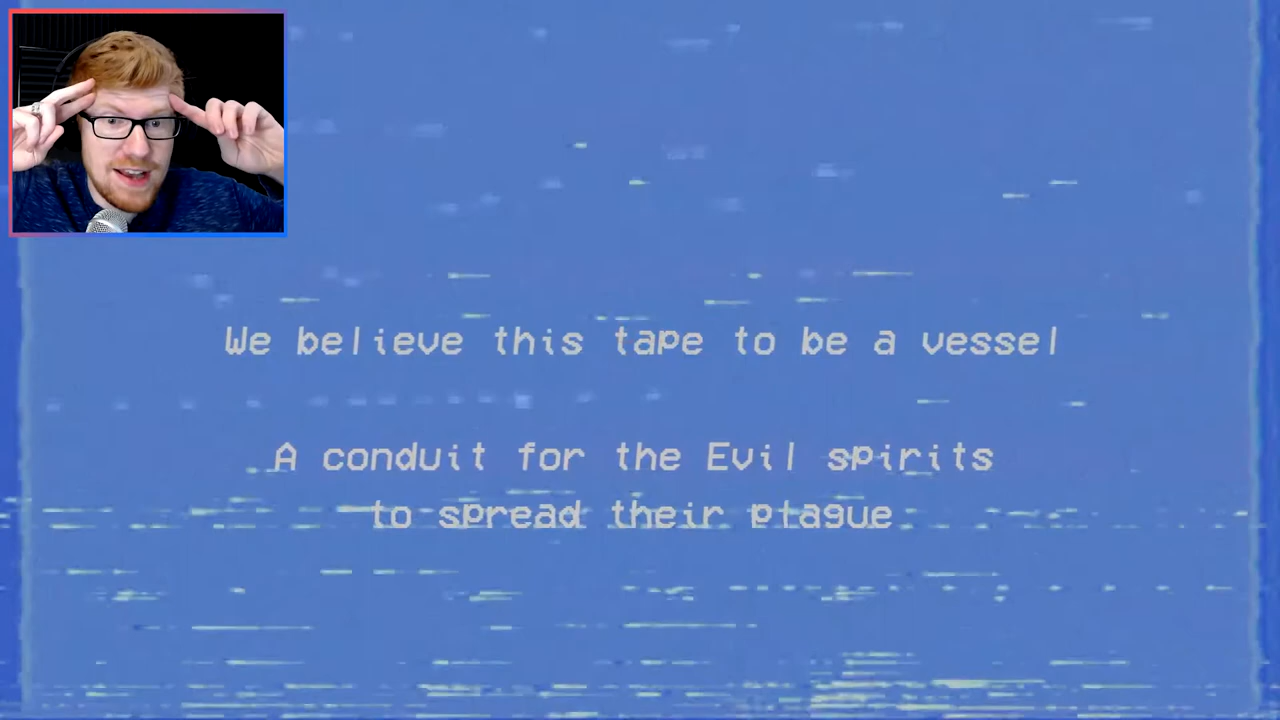 We believe this tape to be a vessel
A conduit for the Evil spirits
to spread their plague